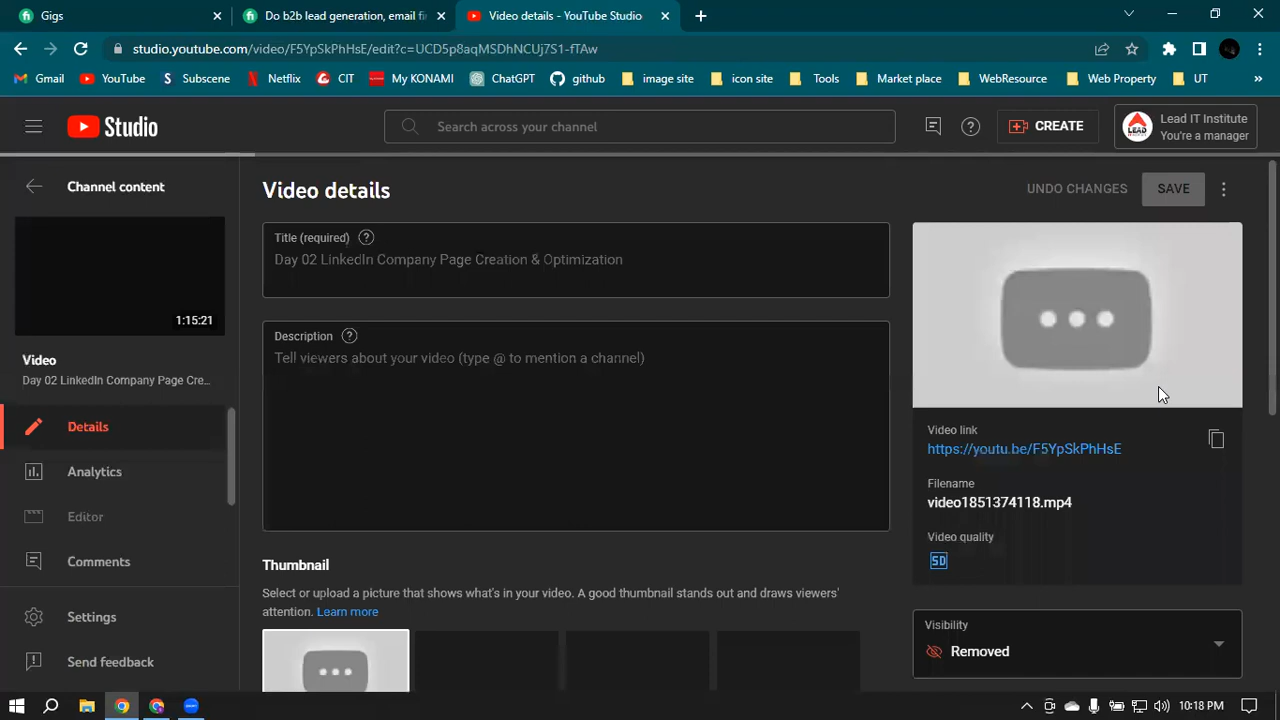 Gigs
Do b2b lead generation, email fi
Video details - YouTube Studio
studio.youtube.com/video/F5YpSkPhHsE/edit?c=UCD5p8aqMSDhNCUj7S1-fTAw
Gmail YouTube Subscene Netflix CIT My KONAMI ChatGPT github image site icon site Tools Market place WebResource Web Property UT »
Studio
Search across your channel
CREATE
Lead IT Institute
You're a manager
LEAD
Channel content
1:15:21
Video
Day 02 LinkedIn Company Page Cre...
Details
Analytics
Editor
Comments
Settings
Send feedback
Video details
UNDO CHANGES SAVE
Title (required)
Day 02 LinkedIn Company Page Creation & Optimization
Description
Tell viewers about your video (type @ to mention a channel)
Thumbnail
Select or upload a picture that shows what's in your video. A good thumbnail stands out and draws viewers'
attention. Learn more
Video link
https://youtu.be/F5YpSkPhHsE
Filename
video1851374118.mp4
Video quality
SD
Visibility
Removed
10:18 PM